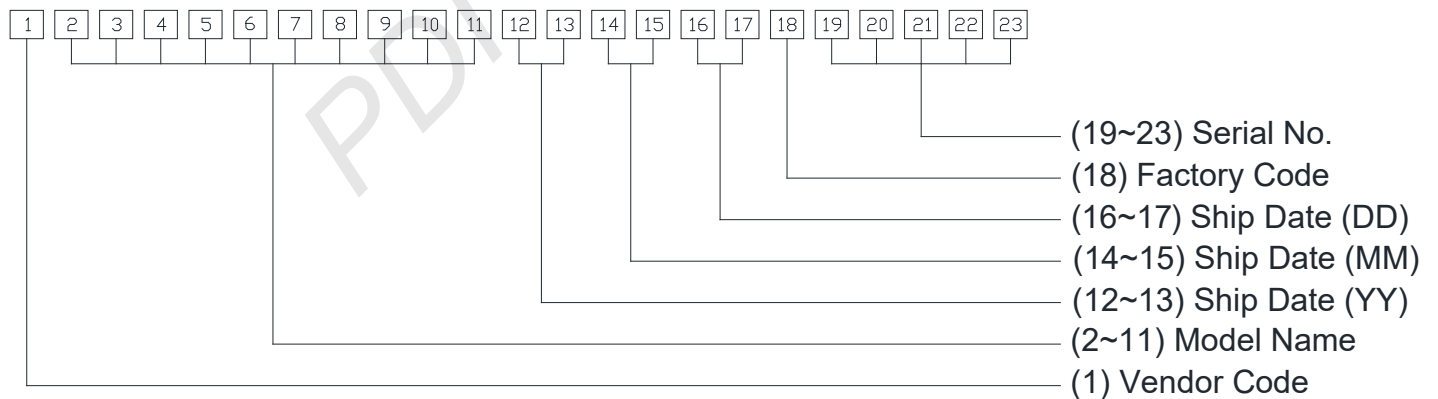 1 2 3 4 5 6 7 8 9 10 11 12 13 14 15 16 17 18 19 20 21 22 23
(19~23) Serial No.
(18) Factory Code
(16~17) Ship Date (DD)
(14~15) Ship Date (MM)
(12~13) Ship Date (YY)
(2~11) Model Name
(1) Vendor Code